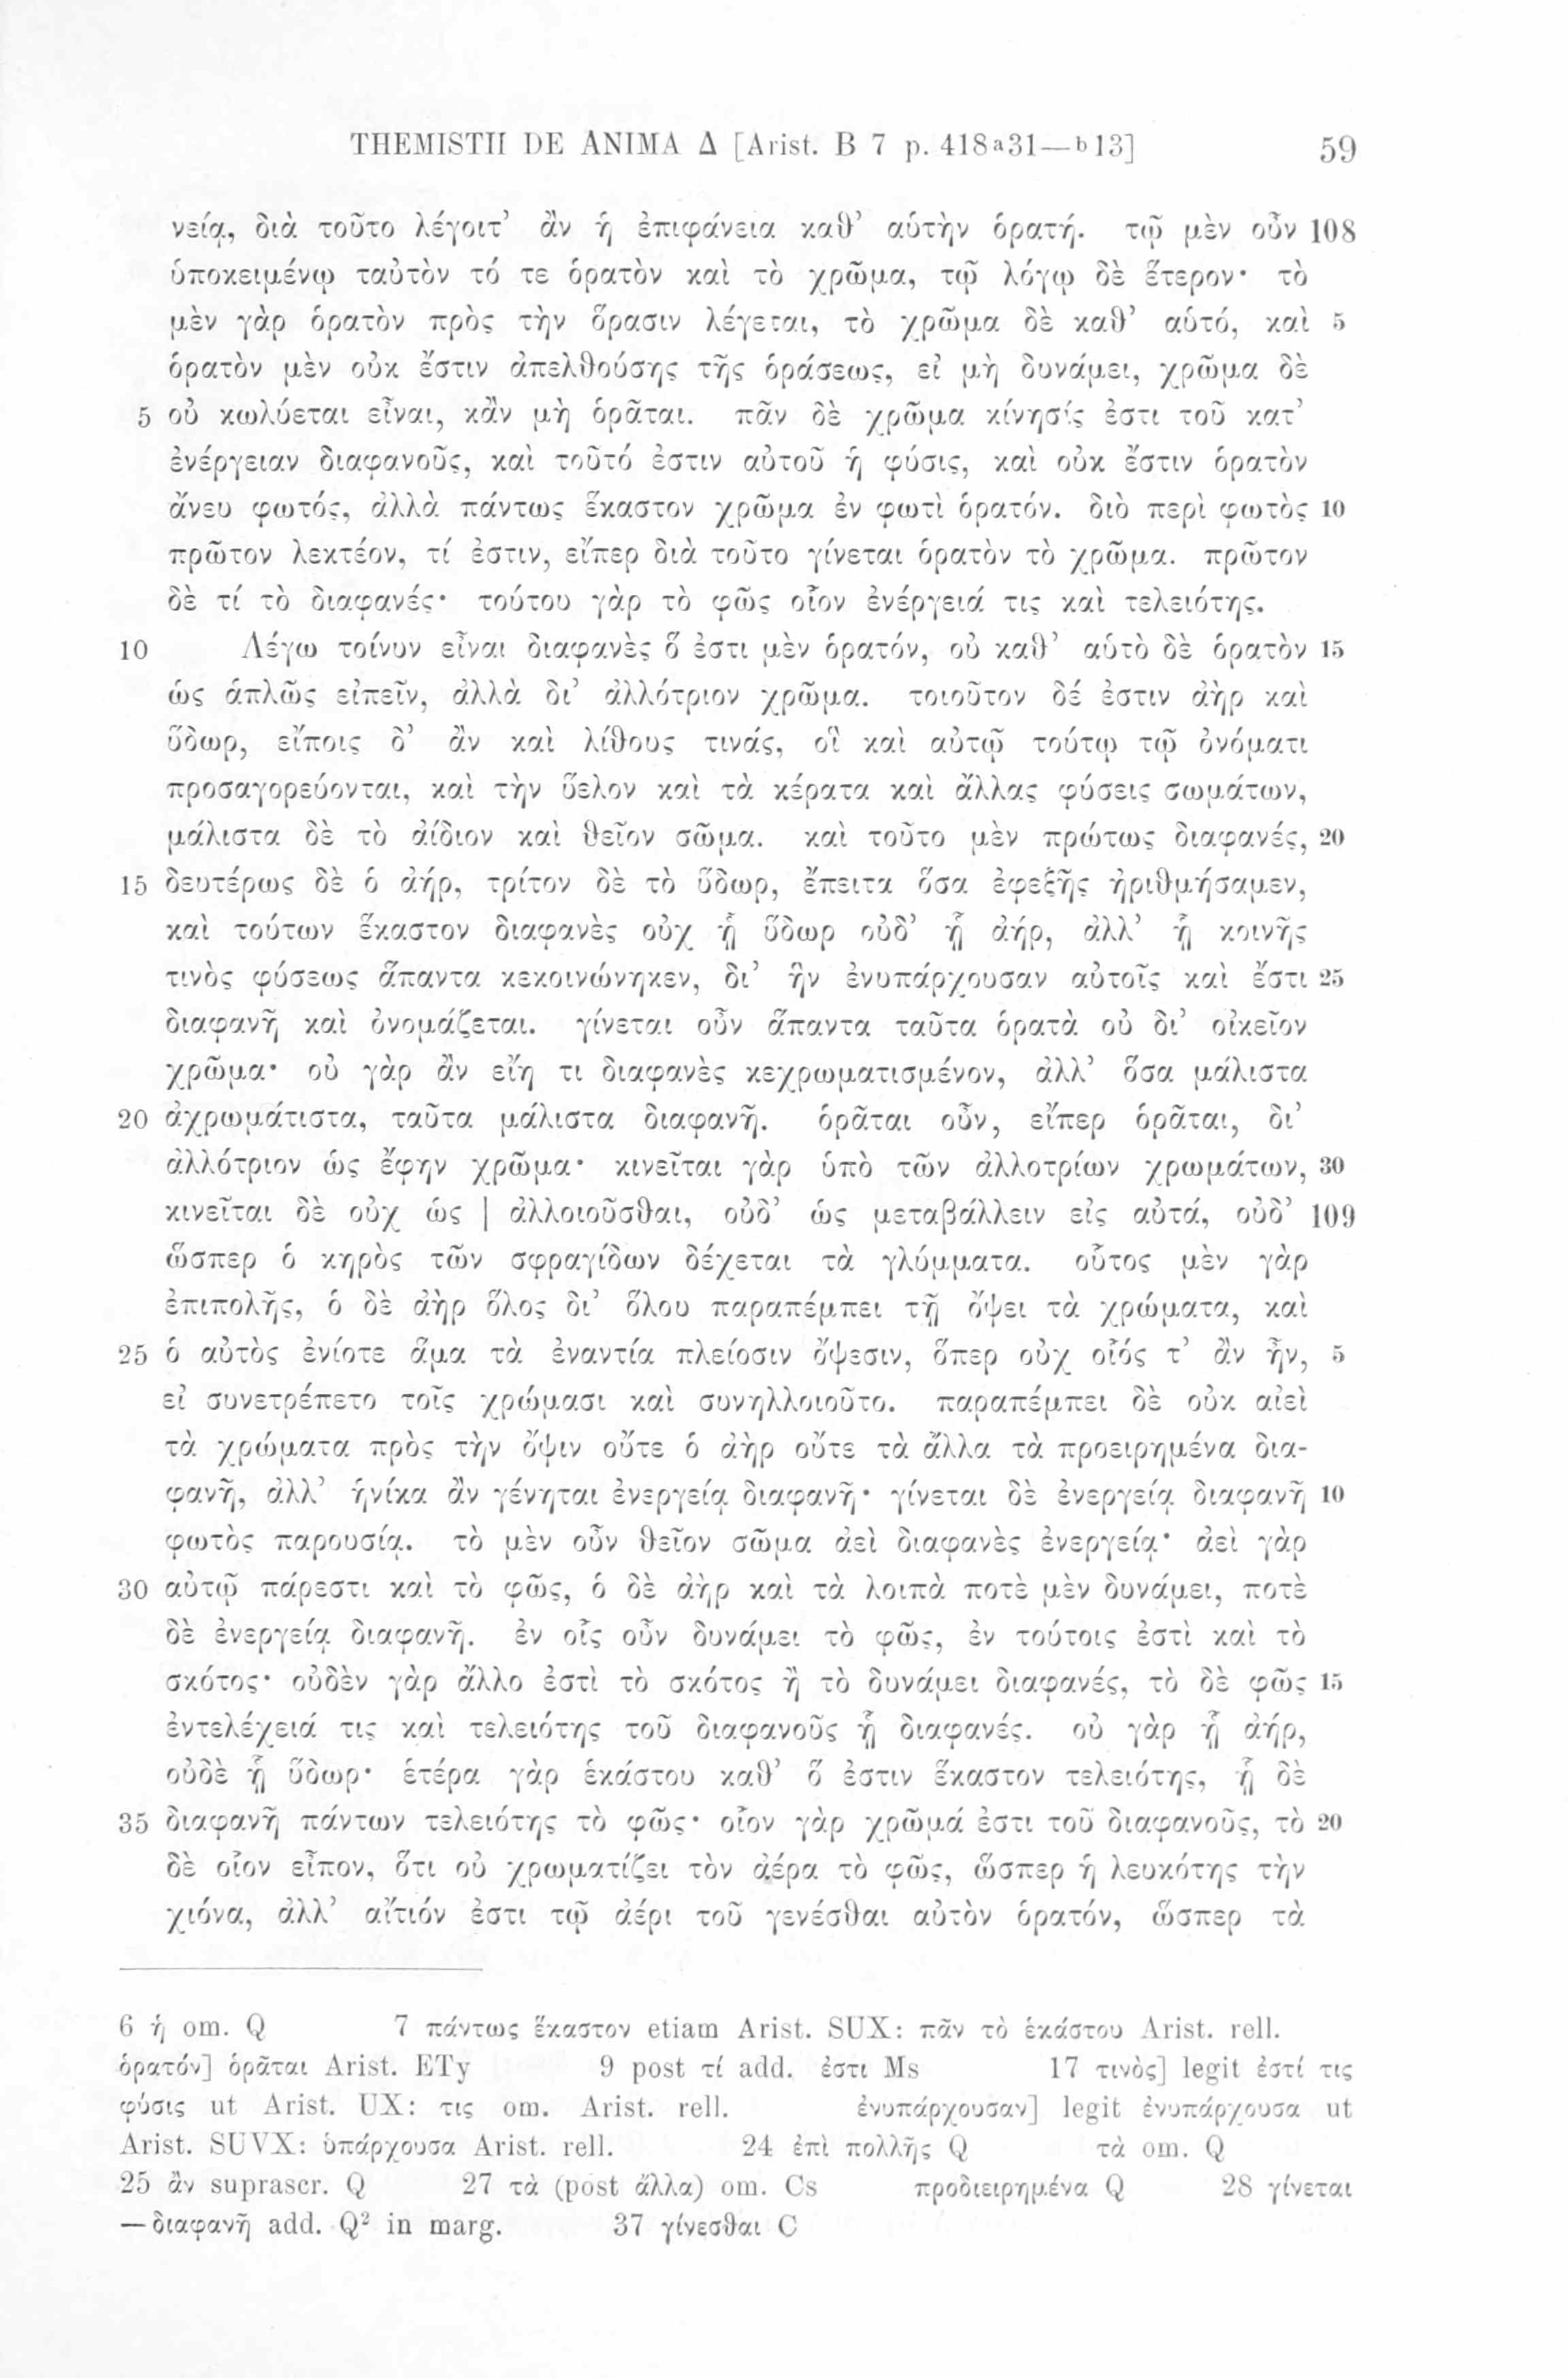 THEMISTII DE ANIMA Δ [Arist. B 7 p. 418a31—b13] 59
νείᾳ, διὰ τοῦτο λέγοιτ’ ἂν ἡ ἐπιφάνεια καθ’ αὑτὴν ὁρατή. τῷ μὲν οὖν 108
ὑποκειμένῳ ταὐτὸν τό τε ὁρατὸν καὶ τὸ χρῶμα, τῷ λόγῳ δὲ ἕτερον· τὸ
μὲν γὰρ ὁρατὸν πρὸς τὴν ὅρασιν λέγεται, τὸ χρῶμα δὲ καθ’ αὑτό, καὶ 5
ὁρατὸν μὲν οὐκ ἔστιν ἀπελθούσης τῆς ὁράσεως, εἰ μὴ δυνάμει, χρῶμα δὲ
5 οὐ κωλύεται εἶναι, κἂν μὴ ὁρᾶται. πᾶν δὲ χρῶμα κίνησίς ἐστι τοῦ κατ’
ἐνέργειαν διαφανοῦς, καὶ τοῦτό ἐστιν αὐτοῦ ἡ φύσις, καὶ οὐκ ἔστιν ὁρατὸν
ἄνευ φωτός, ἀλλὰ πάντως ἕκαστον χρῶμα ἐν φωτὶ ὁρατόν. διὸ περὶ φωτὸς 10
πρῶτον λεκτέον, τί ἐστιν, εἴπερ διὰ τοῦτο γίνεται ὁρατὸν τὸ χρῶμα. πρῶτον
δὲ τί τὸ διαφανές· τούτου γὰρ τὸ φῶς οἷον ἐνέργειά τις καὶ τελειότης.
10 Λέγω τοίνυν εἶναι διαφανὲς ὅ ἐστι μὲν ὁρατόν, οὐ καθ’ αὑτὸ δὲ ὁρατὸν 15
ὡς ἁπλῶς εἰπεῖν, ἀλλὰ δι’ ἀλλότριον χρῶμα. τοιοῦτον δέ ἐστιν ἀὴρ καὶ
ὕδωρ, εἴποις δ’ ἂν καὶ λίθους τινάς, οἳ καὶ αὐτῷ τούτῳ τῷ ὀνόματι
προσαγορεύονται, καὶ τὴν ὕελον καὶ τὰ κέρατα καὶ ἄλλας φύσεις σωμάτων,
μάλιστα δὲ τὸ ἀίδιον καὶ θεῖον σῶμα. καὶ τοῦτο μὲν πρώτως διαφανές, 20
15 δευτέρως δὲ ὁ ἀήρ, τρίτον δὲ τὸ ὕδωρ, ἔπειτα ὅσα ἐφεξῆς ἠριθμήσαμεν,
καὶ τούτων ἕκαστον διαφανὲς οὐχ ᾗ ὕδωρ οὐδ’ ᾗ ἀήρ, ἀλλ’ ᾗ κοινῆς
τινὸς φύσεως ἅπαντα κεκοινώνηκεν, δι’ ἣν ἐνυπάρχουσαν αὐτοῖς καὶ ἔστι 25
διαφανῆ καὶ ὀνομάζεται. γίνεται οὖν ἅπαντα ταῦτα ὁρατὰ οὐ δι’ οἰκεῖον
χρῶμα· οὐ γὰρ ἂν εἴη τι διαφανὲς κεχρωματισμένον, ἀλλ’ ὅσα μάλιστα
20 ἀχρωμάτιστα, ταῦτα μάλιστα διαφανῆ. ὁρᾶται οὖν, εἴπερ ὁρᾶται, δι’
ἀλλότριον ὡς ἔφην χρῶμα· κινεῖται γὰρ ὑπὸ τῶν ἀλλοτρίων χρωμάτων, 30
κινεῖται δὲ οὐχ ὡς | ἀλλοιοῦσθαι, οὐδ’ ὡς μεταβάλλειν εἰς αὐτά, οὐδ’ 109
ὥσπερ ὁ κηρὸς τῶν σφραγίδων δέχεται τὰ γλύμματα. οὗτος μὲν γὰρ
ἐπιπολῆς, ὁ δὲ ἀὴρ ὅλος δι’ ὅλου παραπέμπει τῇ ὄψει τὰ χρώματα, καὶ
25 ὁ αὐτὸς ἐνίοτε ἅμα τὰ ἐναντία πλείοσιν ὄψεσιν, ὅπερ οὐχ οἷός τ’ ἂν ἦν, 5
εἰ συνετρέπετο τοῖς χρώμασι καὶ συνηλλοιοῦτο. παραπέμπει δὲ οὐκ αἰεὶ
τὰ χρώματα πρὸς τὴν ὄψιν οὔτε ὁ ἀὴρ οὔτε τὰ ἄλλα τὰ προειρημένα δια-
φανῆ, ἀλλ’ ἡνίκα ἂν γένηται ἐνεργείᾳ διαφανῆ· γίνεται δὲ ἐνεργείᾳ διαφανῆ 10
φωτὸς παρουσίᾳ. τὸ μὲν οὖν θεῖον σῶμα ἀεὶ διαφανὲς ἐνεργείᾳ· ἀεὶ γὰρ
30 αὐτῷ πάρεστι καὶ τὸ φῶς, ὁ δὲ ἀὴρ καὶ τὰ λοιπὰ ποτὲ μὲν δυνάμει, ποτὲ
δὲ ἐνεργείᾳ διαφανῆ. ἐν οἷς οὖν δυνάμει τὸ φῶς, ἐν τούτοις ἐστὶ καὶ τὸ
σκότος· οὐδὲν γὰρ ἄλλο ἐστὶ τὸ σκότος ἢ τὸ δυνάμει διαφανές, τὸ δὲ φῶς 15
ἐντελέχειά τις καὶ τελειότης τοῦ διαφανοῦς ᾗ διαφανές. οὐ γὰρ ᾗ ἀήρ,
οὐδὲ ᾗ ὕδωρ· ἑτέρα γὰρ ἑκάστου καθ’ ὅ ἐστιν ἕκαστον τελειότης, ᾗ δὲ
35 διαφανῆ πάντων τελειότης τὸ φῶς· οἷον γὰρ χρῶμά ἐστι τοῦ διαφανοῦς, τὸ 20
δὲ οἷον εἶπον, ὅτι οὐ χρωματίζει τὸν ἀέρα τὸ φῶς, ὥσπερ ἡ λευκότης τὴν
χιόνα, ἀλλ’ αἴτιόν ἐστι τῷ ἀέρι τοῦ γενέσθαι αὐτὸν ὁρατόν, ὥσπερ τὰ
6 ἡ om. Q 7 πάντως ἕκαστον etiam Arist. SUX: πᾶν τὸ ἑκάστου Arist. rell.
ὁρατόν] ὁρᾶται Arist. ETy 9 post τί add. ἐστι Ms 17 τινὸς] legit ἐστί τις
φύσις ut Arist. UX: τις om. Arist. rell. ἐνυπάρχουσαν] legit ἐνυπάρχουσα ut
Arist. SUVX: ὑπάρχουσα Arist. rell. 24 ἐπὶ πολλῆς Q τὰ om. Q
25 ἂν suprascr. Q 27 τὰ (post ἄλλα) om. Cs προδιειρημένα Q 28 γίνεται
— διαφανῆ add. Q² in marg. 37 γίνεσθαι C